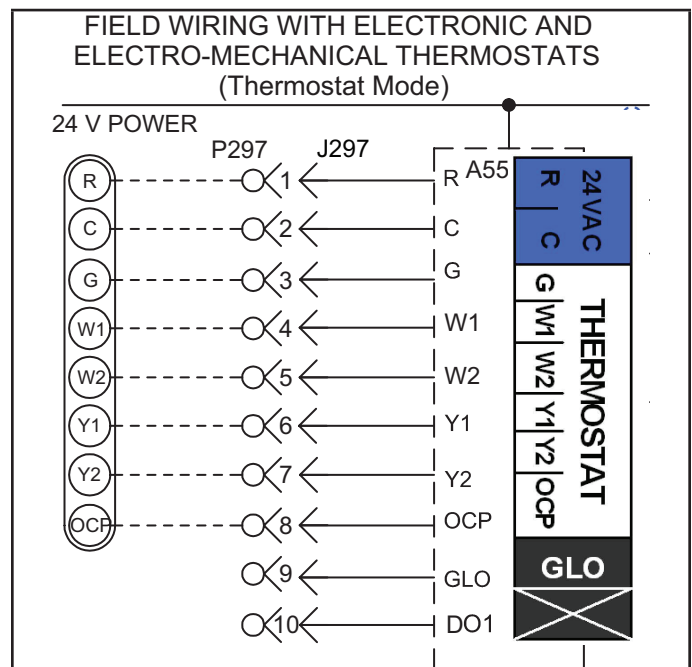 FIELD WIRING WITH ELECTRONIC AND
ELECTRO-MECHANICAL THERMOSTATS
(Thermostat Mode)
24 V POWER
P297 J297
A55
R 1 R
C 2 C
G 3 G
W1 4 W1
W2 5 W2
Y1 6 Y1
Y2 7 Y2
OCP 8 OCP
9 GLO
10 DO1
24VAC
R C
THERMOSTAT
G W1 W2 Y1 Y2 OCP
GLO